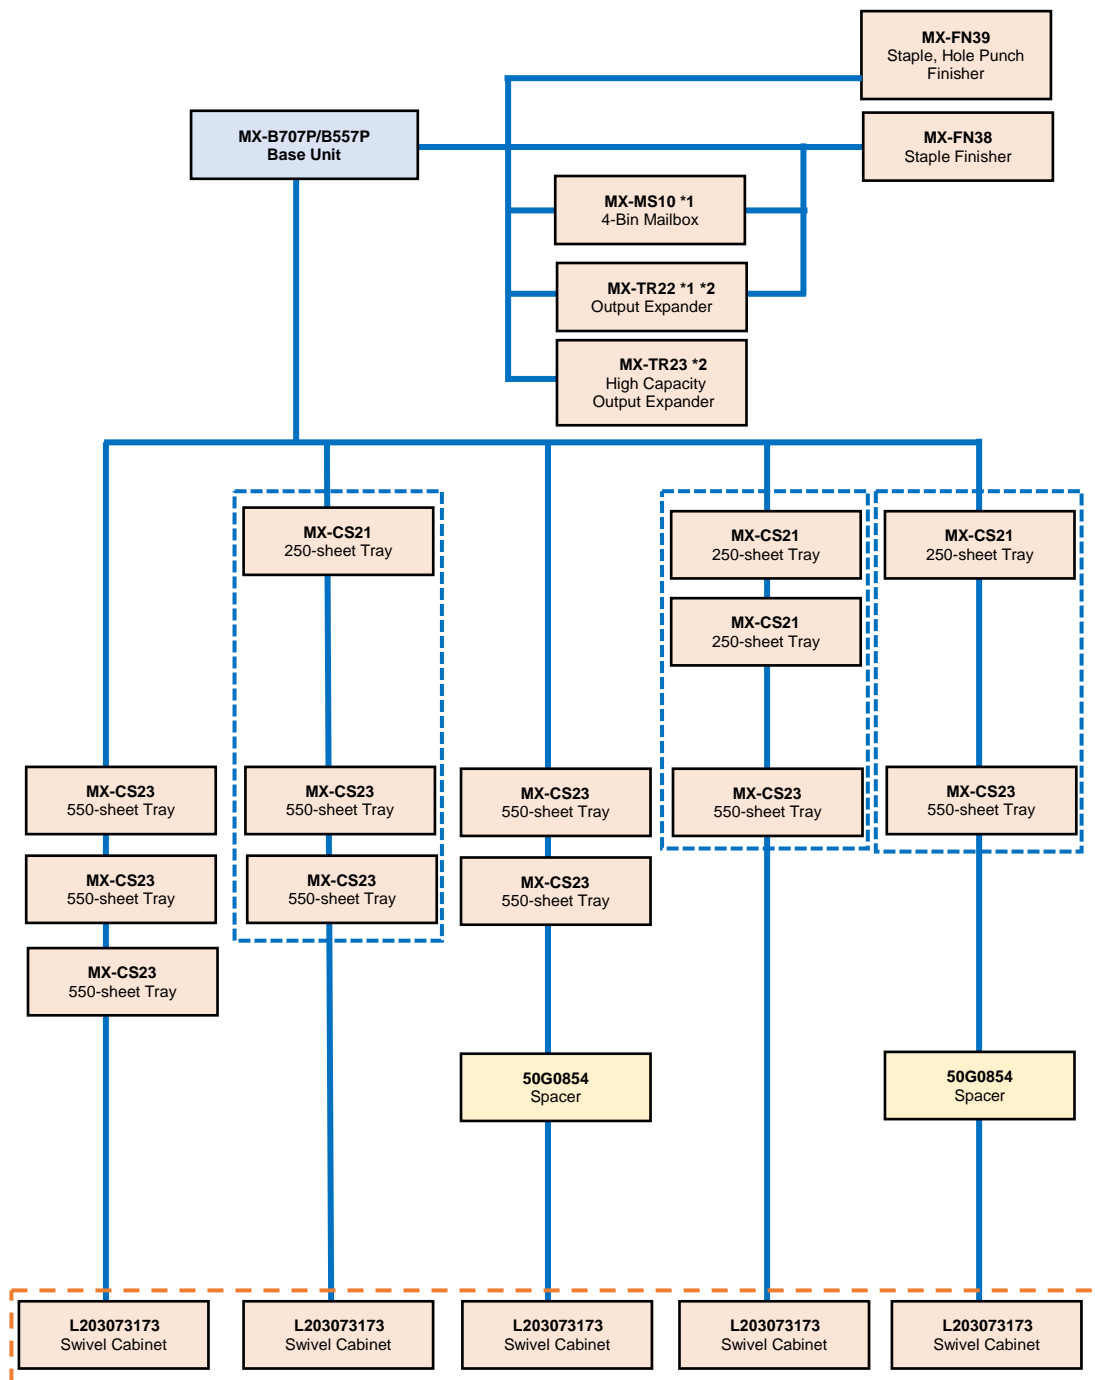 MX-FN39
Staple, Hole Punch
Finisher
MX-B707P/B557P
Base Unit
MX-FN38
Staple Finisher
MX-MS10 *1
4-Bin Mailbox
MX-TR22 *1 *2
Output Expander
MX-TR23 *2
High Capacity
Output Expander
MX-CS21
250-sheet Tray
MX-CS21
250-sheet Tray
MX-CS21
250-sheet Tray
MX-CS21
250-sheet Tray
MX-CS23
550-sheet Tray
MX-CS23
550-sheet Tray
MX-CS23
550-sheet Tray
MX-CS23
550-sheet Tray
MX-CS23
550-sheet Tray
MX-CS23
550-sheet Tray
MX-CS23
550-sheet Tray
MX-CS23
550-sheet Tray
MX-CS23
550-sheet Tray
50G0854
Spacer
50G0854
Spacer
L203073173
Swivel Cabinet
L203073173
Swivel Cabinet
L203073173
Swivel Cabinet
L203073173
Swivel Cabinet
L203073173
Swivel Cabinet